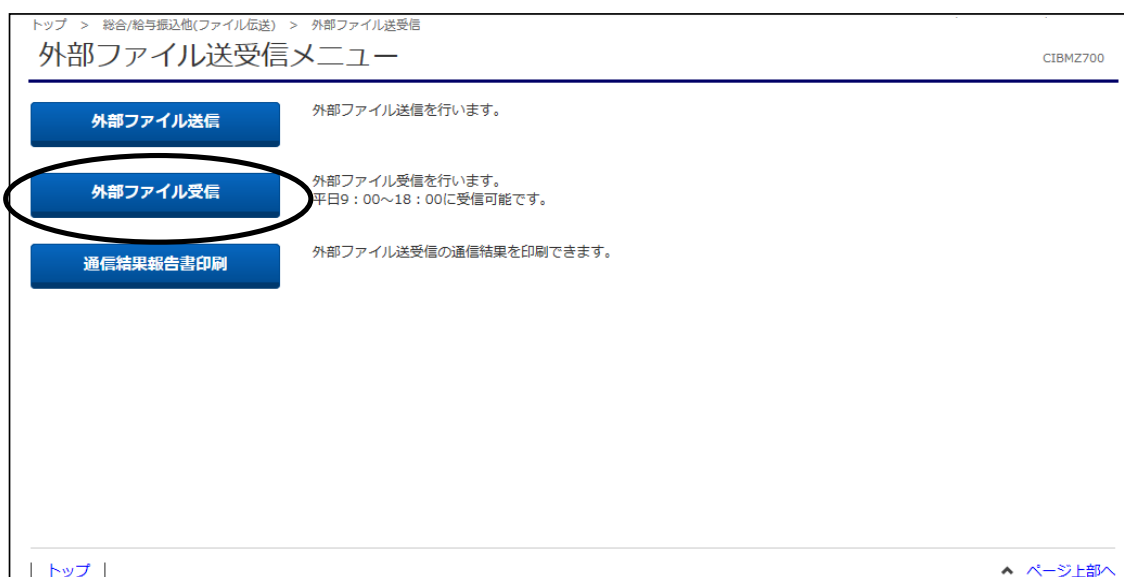 トップ > 総合/給与振込他(ファイル伝送) > 外部ファイル送受信
外部ファイル送受信メニュー
CIBMZ700
外部ファイル送信
外部ファイル送信を行います。
外部ファイル受信
外部ファイル受信を行います。
平日9：00～18：00に受信可能です。
通信結果報告書印刷
外部ファイル送受信の通信結果を印刷できます。
| トップ |
ページ上部へ